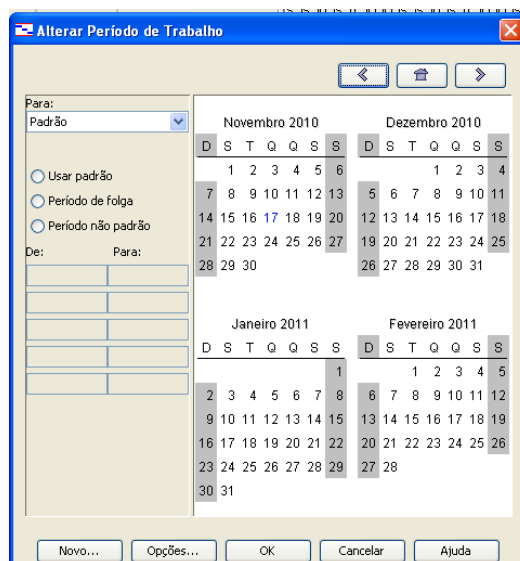 Alterar Período de Trabalho
Para:
Padrão
Usar padrão
Período de folga
Período não padrão
De: Para:
Novembro 2010
D S T Q Q S S
1 2 3 4 5 6
7 8 9 10 11 12 13
14 15 16 17 18 19 20
21 22 23 24 25 26 27
28 29 30
Dezembro 2010
D S T Q Q S S
1 2 3 4
5 6 7 8 9 10 11
12 13 14 15 16 17 18
19 20 21 22 23 24 25
26 27 28 29 30 31
Janeiro 2011
D S T Q Q S S
1
2 3 4 5 6 7 8
9 10 11 12 13 14 15
16 17 18 19 20 21 22
23 24 25 26 27 28 29
30 31
Fevereiro 2011
D S T Q Q S S
1 2 3 4 5
6 7 8 9 10 11 12
13 14 15 16 17 18 19
20 21 22 23 24 25 26
27 28
Novo... Opções... OK Cancelar Ajuda